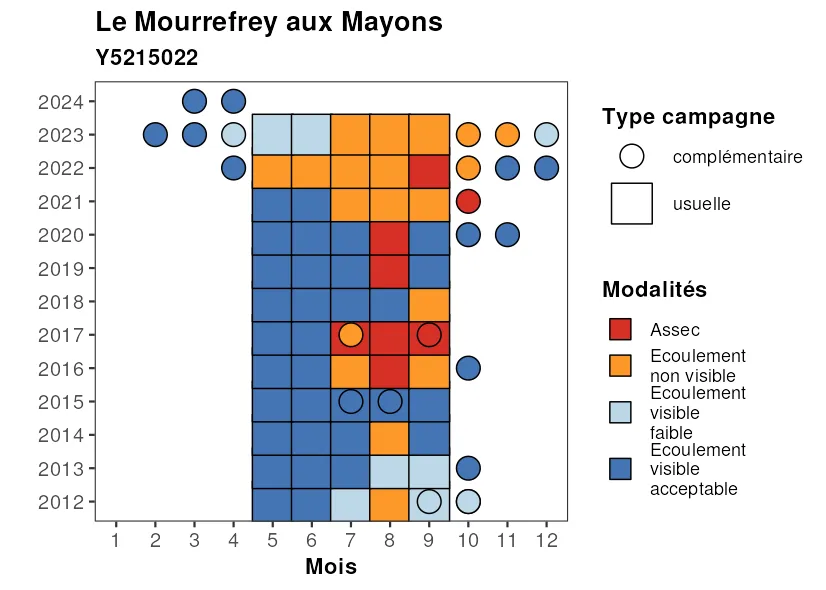 Le Mourrefrey aux Mayons
Y5215022
2024
2023
2022
2021
2020
2019
2018
2017
2016
2015
2014
2013
2012
1 2 3 4 5 6 7 8 9 10 11 12
Mois
Type campagne
complémentaire
usuelle
Modalités
Assec
Ecoulement
non visible
Ecoulement
visible
faible
Ecoulement
visible
acceptable